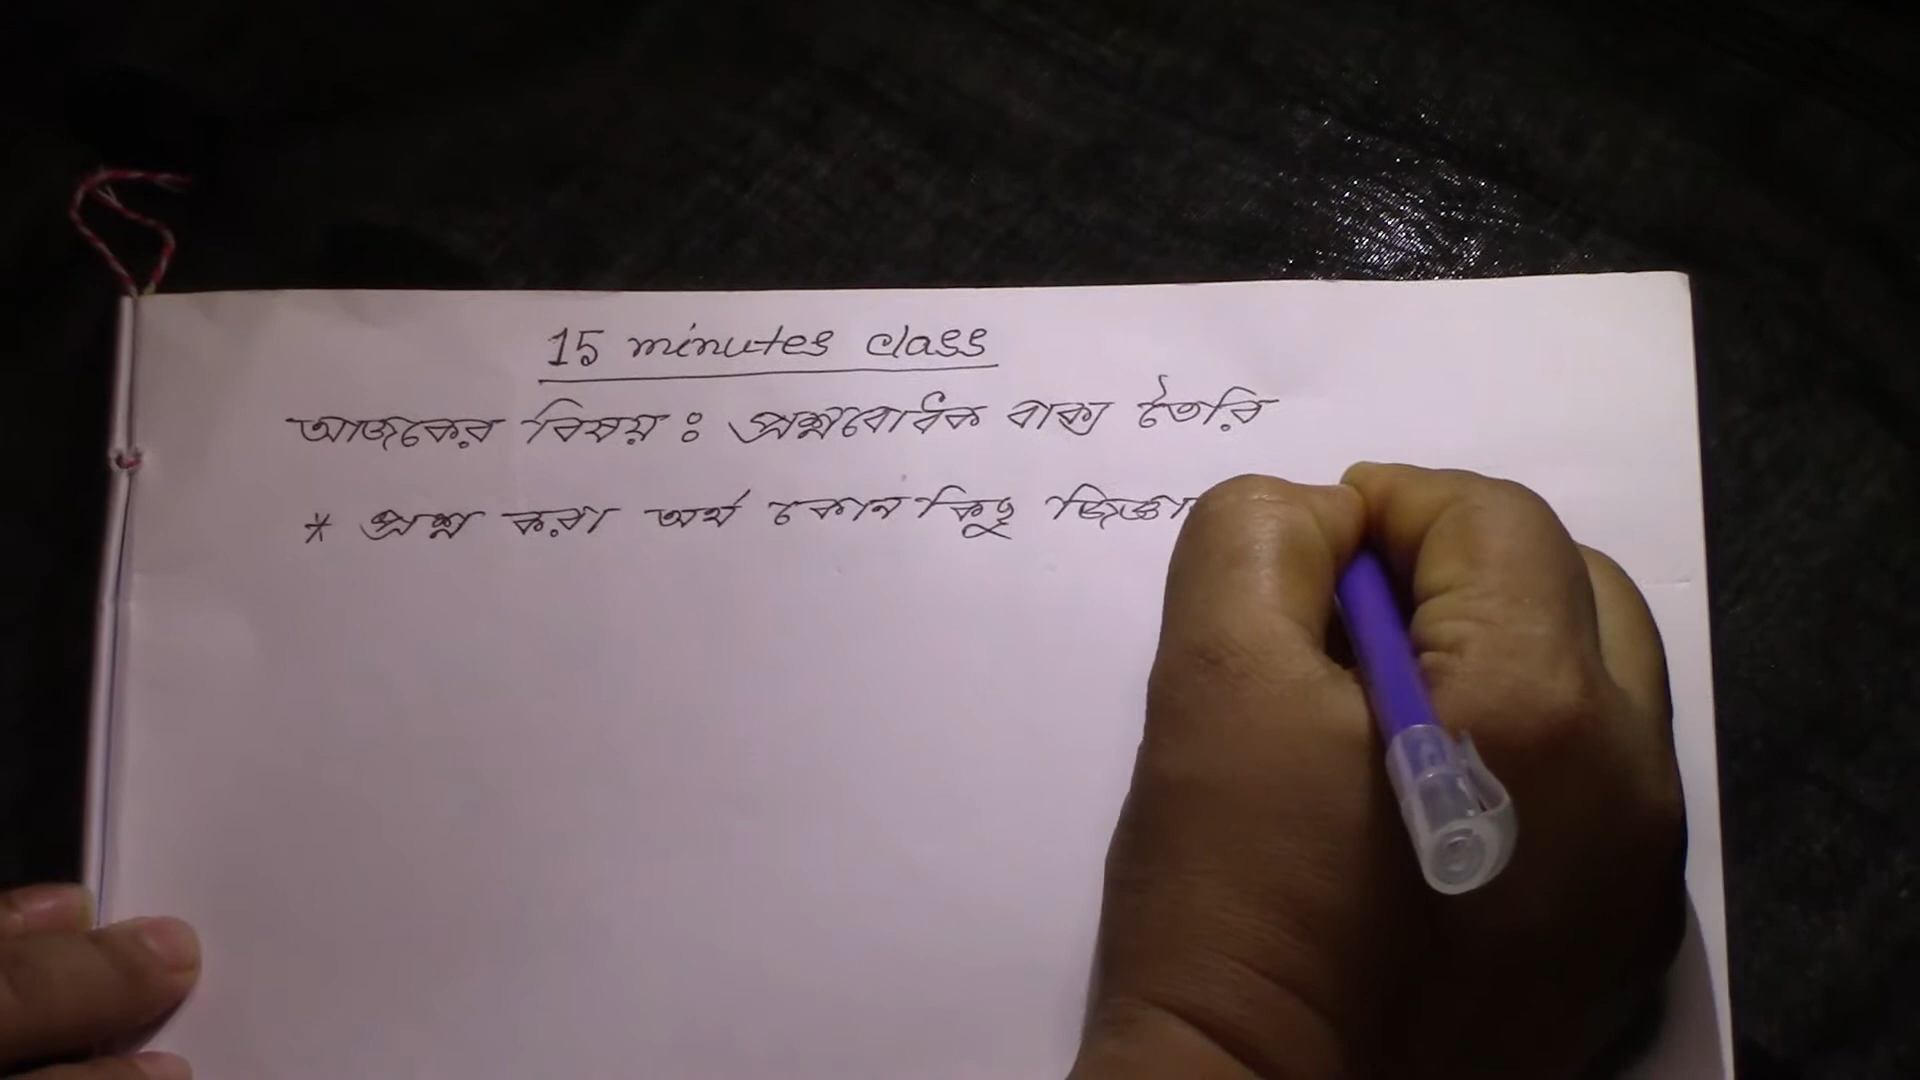 15 minutes class
আজকের বিষয় : প্রশ্নবোধক বাক্য তৈরি
* প্রশ্ন করা অর্থ কোন কিছু জিজ্ঞা